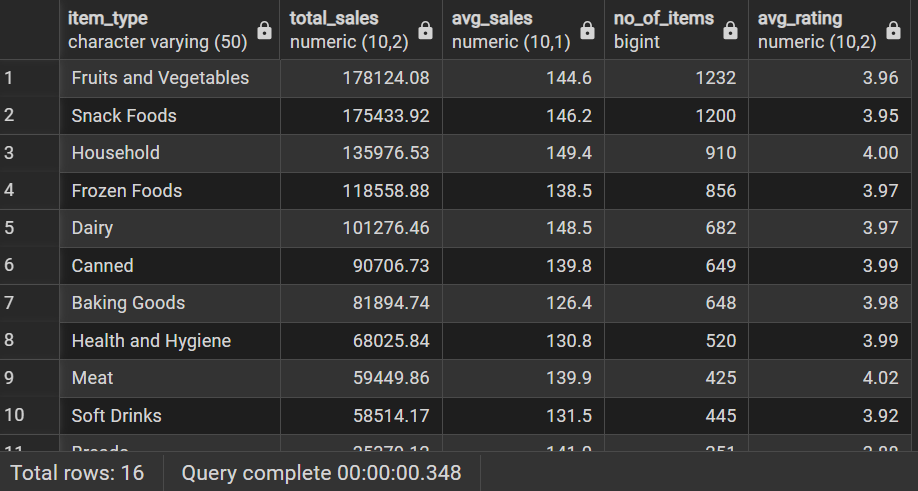 item_type total_sales avg_sales no_of_items avg_rating
character varying (50) numeric (10,2) numeric (10,1) bigint numeric (10,2)
1 Fruits and Vegetables 178124.08 144.6 1232 3.96
2 Snack Foods 175433.92 146.2 1200 3.95
3 Household 135976.53 149.4 910 4.00
4 Frozen Foods 118558.88 138.5 856 3.97
5 Dairy 101276.46 148.5 682 3.97
6 Canned 90706.73 139.8 649 3.99
7 Baking Goods 81894.74 126.4 648 3.98
8 Health and Hygiene 68025.84 130.8 520 3.99
9 Meat 59449.86 139.9 425 4.02
10 Soft Drinks 58514.17 131.5 445 3.92
11 Breads
Total rows: 16 Query complete 00:00:00.348